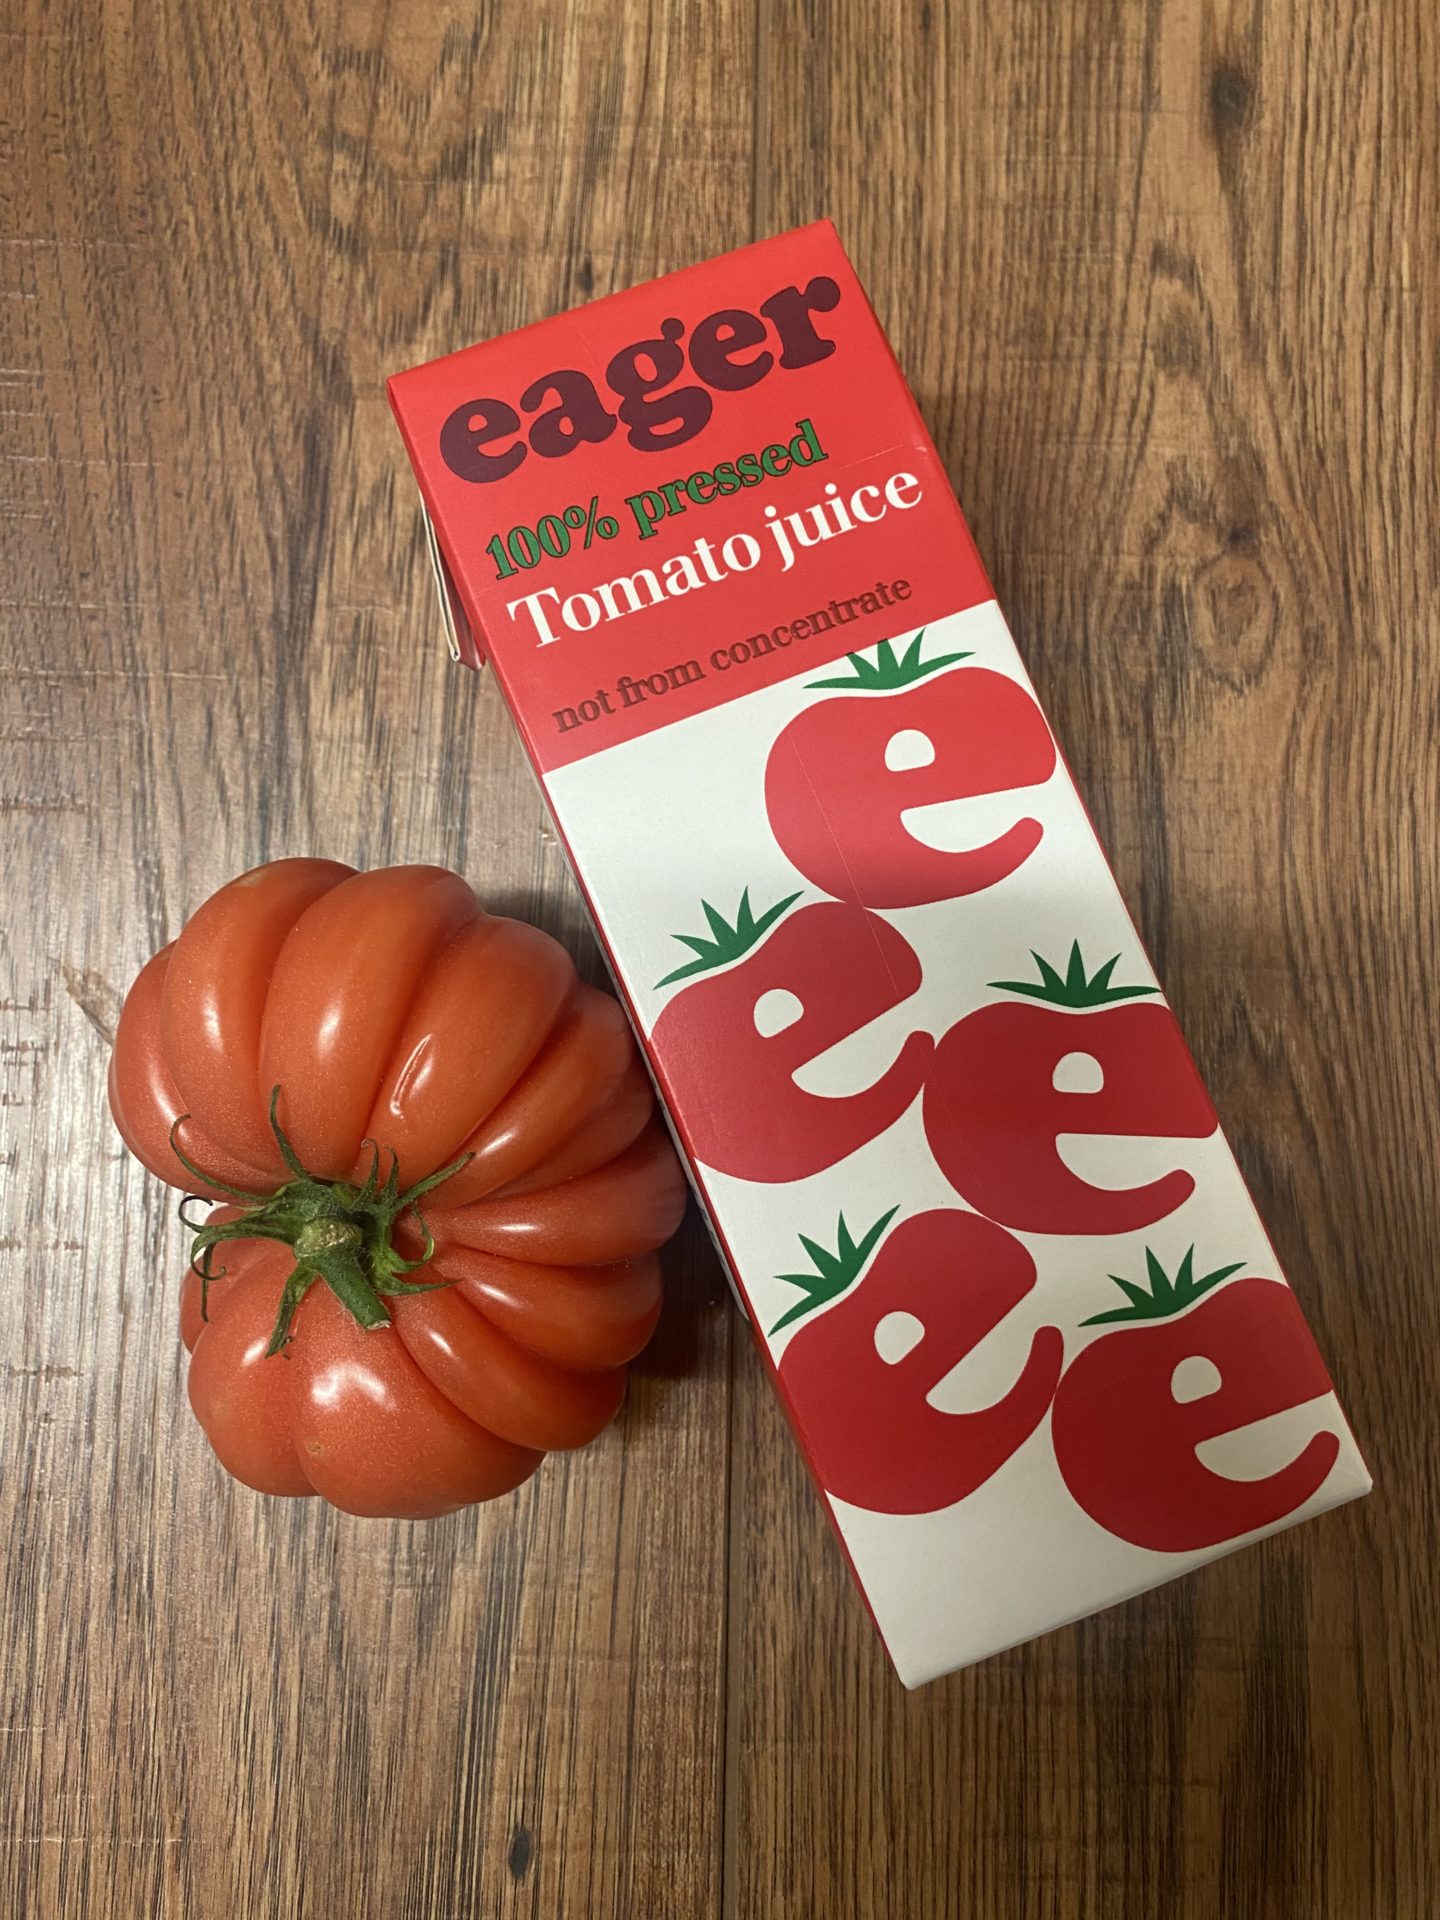 eager
100% pressed
Tomato juice
not from concentrate
e
e e
e e